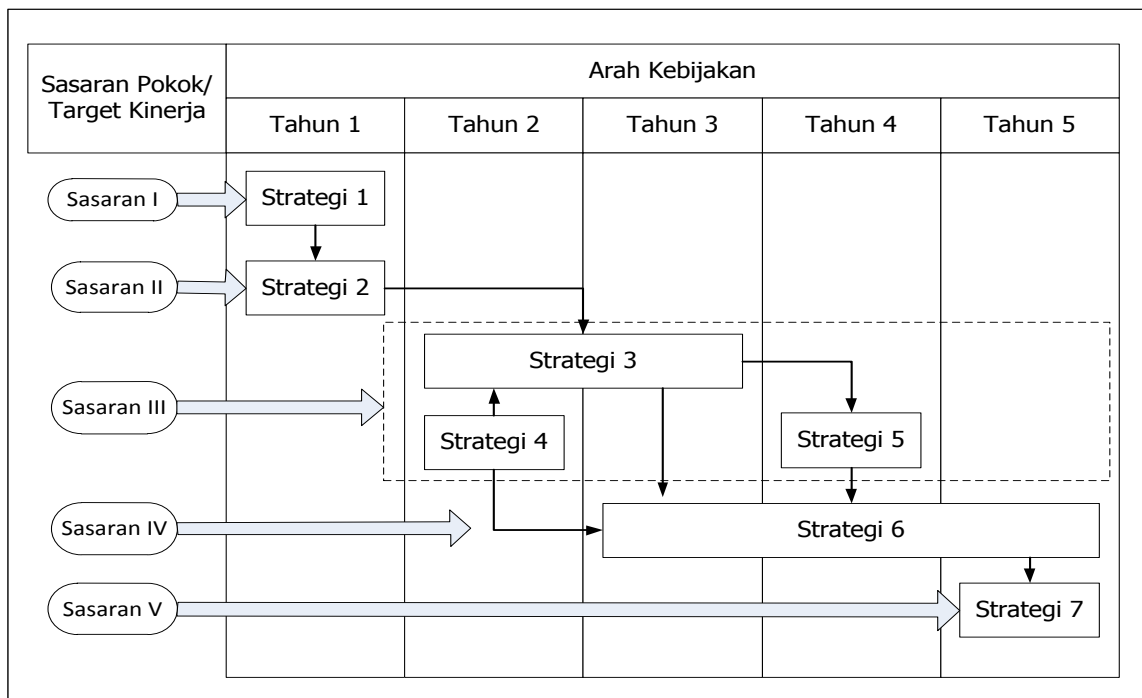 Sasaran Pokok/
Target Kinerja
Arah Kebijakan
Tahun 1
Tahun 2
Tahun 3
Tahun 4
Tahun 5
Sasaran I
Strategi 1
Sasaran II
Strategi 2
Strategi 3
Sasaran III
Strategi 4
Strategi 5
Sasaran IV
Strategi 6
Sasaran V
Strategi 7